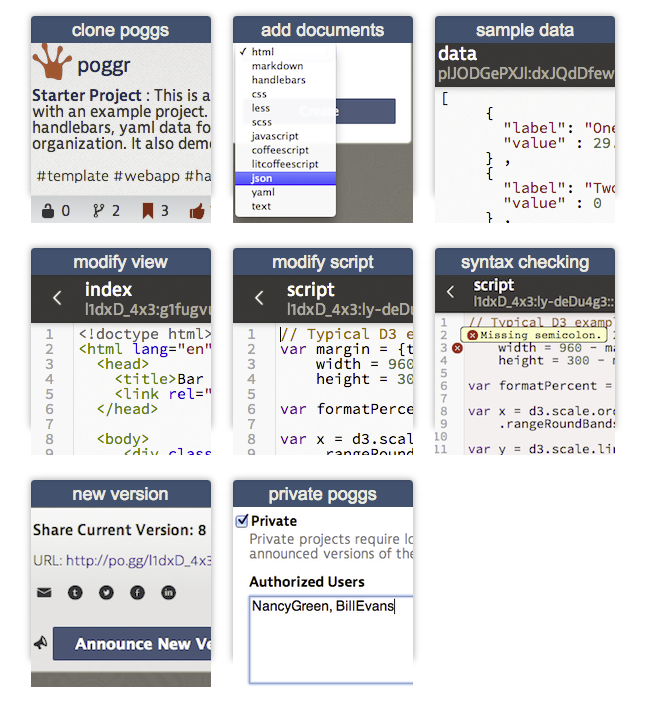 clone poggs
poggr
Starter Project : This is a
with an example project.
handlebars, yaml data fo
organization. It also dem
#template #webapp #ha
0 2 3
add documents
✓ html
markdown
handlebars
css
less
scss
javascript
coffeescript
litcoffeescript
json
yaml
text
sample data
data
plJODGePXJl:dxJQdDfew
[
{
"label": "One
"value" : 29.
} ,
{
"label": "Two
"value" : 0
} ,
modify view
index
l1dxD_4x3:g1fugvu
1 <!doctype html>
2 <html lang="en"
3 <head>
4 <title>Bar
5 <link rel="
6 </head>
7
8 <body>
9 <div class
modify script
script
l1dxD_4x3:ly-deDu
1 // Typical D3 e
2 var margin = {t
3 width = 960
4 height = 30
5
6 var formatPerce
7
8 var x = d3.scal
9 .rangeRound
syntax checking
script
l1dxD_4x3:ly-deDu4g3::
1 // Typical D3 examp
2 Missing semicolon. 2
3 width = 960 - ma
4 height = 300 - m
5
6 var formatPercent =
7
8 var x = d3.scale.ord
9 .rangeRoundBands
10
11 var y = d3.scale.lin
new version
Share Current Version: 8
URL: http://po.gg/l1dxD_4x3
Announce New Ve
private poggs
Private
Private projects require lo
announced versions of the
Authorized Users
NancyGreen, BillEvans